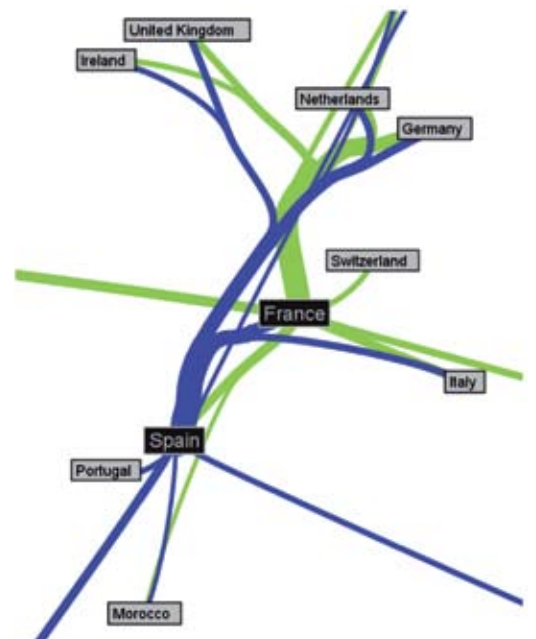 United Kingdom
Ireland
Netherlands
Germany
Switzerland
France
Italy
Spain
Portugal
Morocco